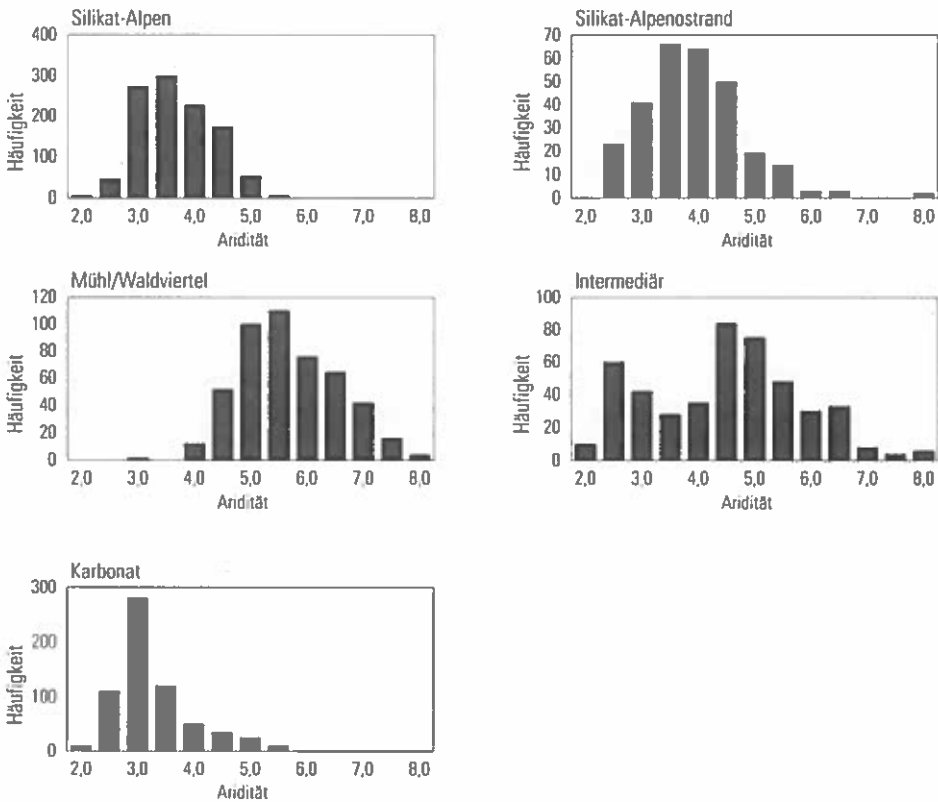 Silikat-Alpen
400
300
200
100
0
Häufigkeit
2,0 3,0 4,0 5,0 6,0 7,0 8,0
Aridität
Silikat-Alpenostrand
70
60
50
40
30
20
10
0
Häufigkeit
2,0 3,0 4,0 5,0 6,0 7,0 8,0
Aridität
Mühl/Waldviertel
120
100
80
60
40
20
0
Häufigkeit
2,0 3,0 4,0 5,0 6,0 7,0 8,0
Aridität
Intermediär
100
80
60
40
20
0
Häufigkeit
2,0 3,0 4,0 5,0 6,0 7,0 8,0
Aridität
Karbonat
300
200
100
0
Häufigkeit
2,0 3,0 4,0 5,0 6,0 7,0 8,0
Aridität